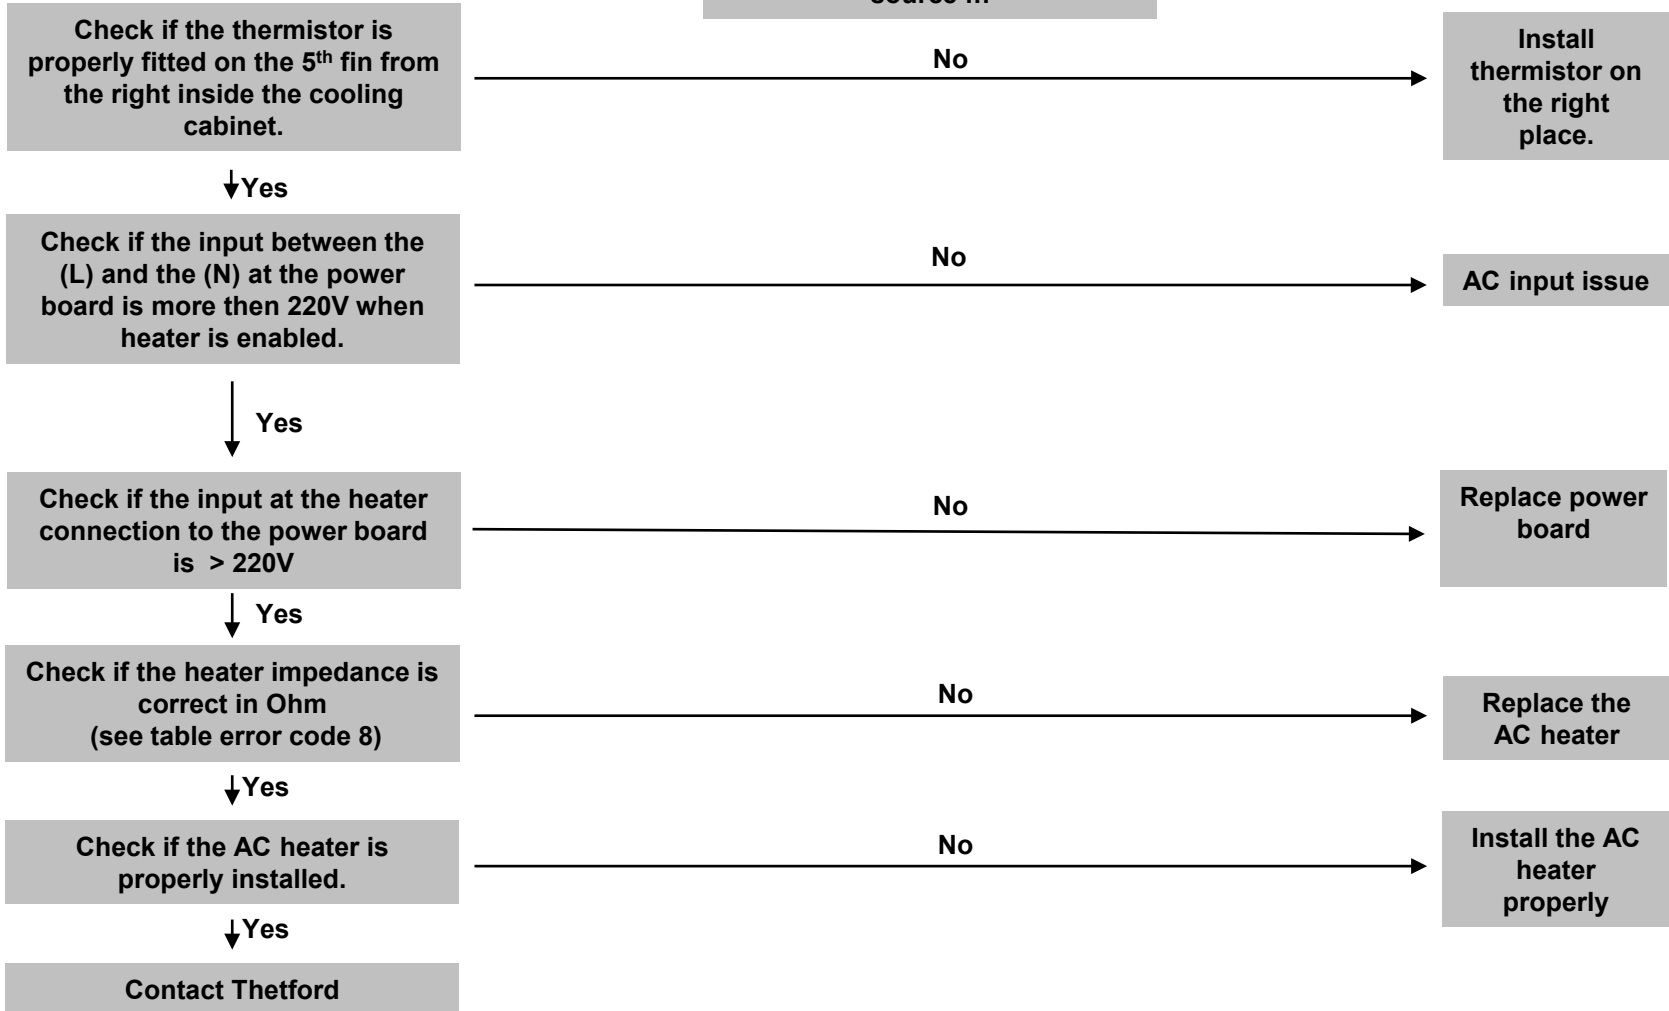 source in
Check if the thermistor is
properly fitted on the 5th fin from
the right inside the cooling
cabinet.
No
Install
thermistor on
the right
place.
Yes
Check if the input between the
(L) and the (N) at the power
board is more then 220V when
heater is enabled.
No
AC input issue
Yes
Check if the input at the heater
connection to the power board
is > 220V
No
Replace power
board
Yes
Check if the heater impedance is
correct in Ohm
(see table error code 8)
No
Replace the
AC heater
Yes
Check if the AC heater is
properly installed.
No
Install the AC
heater
properly
Yes
Contact Thetford